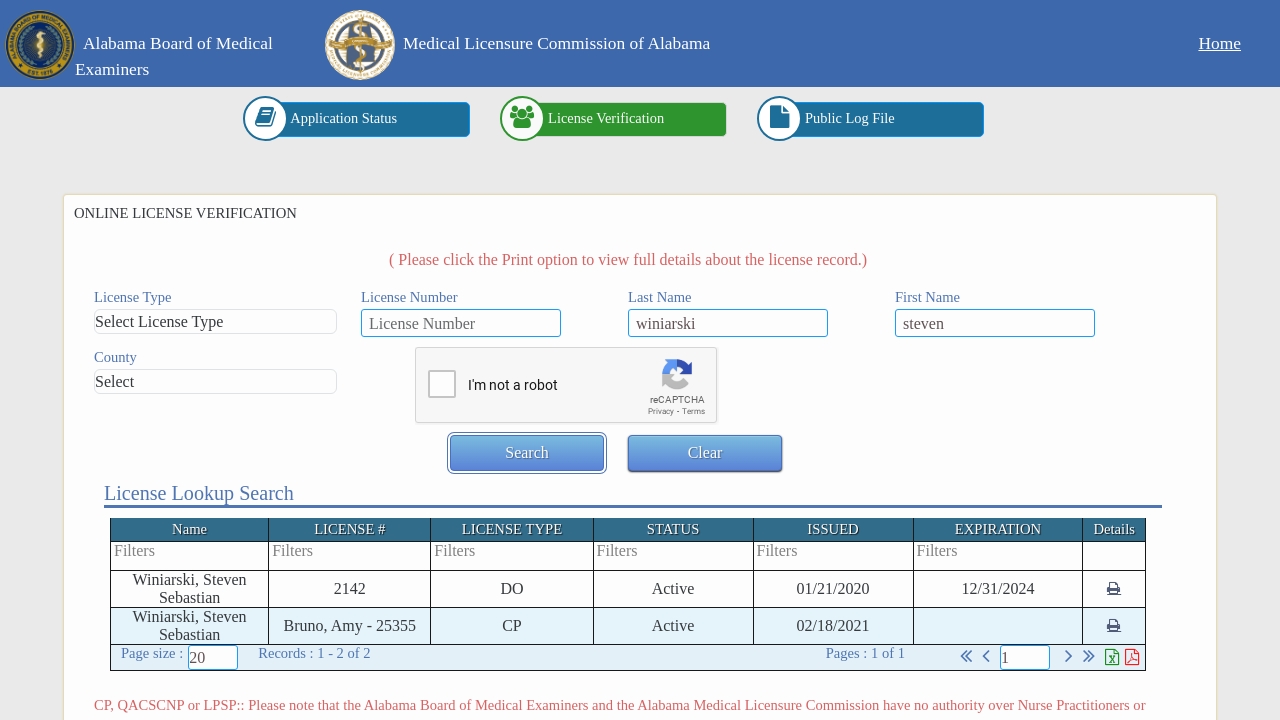 Alabama Board of Medical
Examiners
Medical Licensure Commission of Alabama
Home
Application Status
License Verification
Public Log File
ONLINE LICENSE VERIFICATION
( Please click the Print option to view full details about the license record.)
License Type
License Number
Last Name
First Name
Select License Type
License Number
winiarski
steven
County
Select
I'm not a robot
reCAPTCHA
Privacy - Terms
Search
Clear
License Lookup Search
Name LICENSE # LICENSE TYPE STATUS ISSUED EXPIRATION Details
Filters Filters Filters Filters Filters Filters
Winiarski, Steven
Sebastian
2142 DO Active 01/21/2020 12/31/2024
Winiarski, Steven
Sebastian
Bruno, Amy - 25355 CP Active 02/18/2021
Page size : 20 Records : 1 - 2 of 2 Pages : 1 of 1 1
CP, QACSCNP or LPSP:: Please note that the Alabama Board of Medical Examiners and the Alabama Medical Licensure Commission have no authority over Nurse Practitioners or